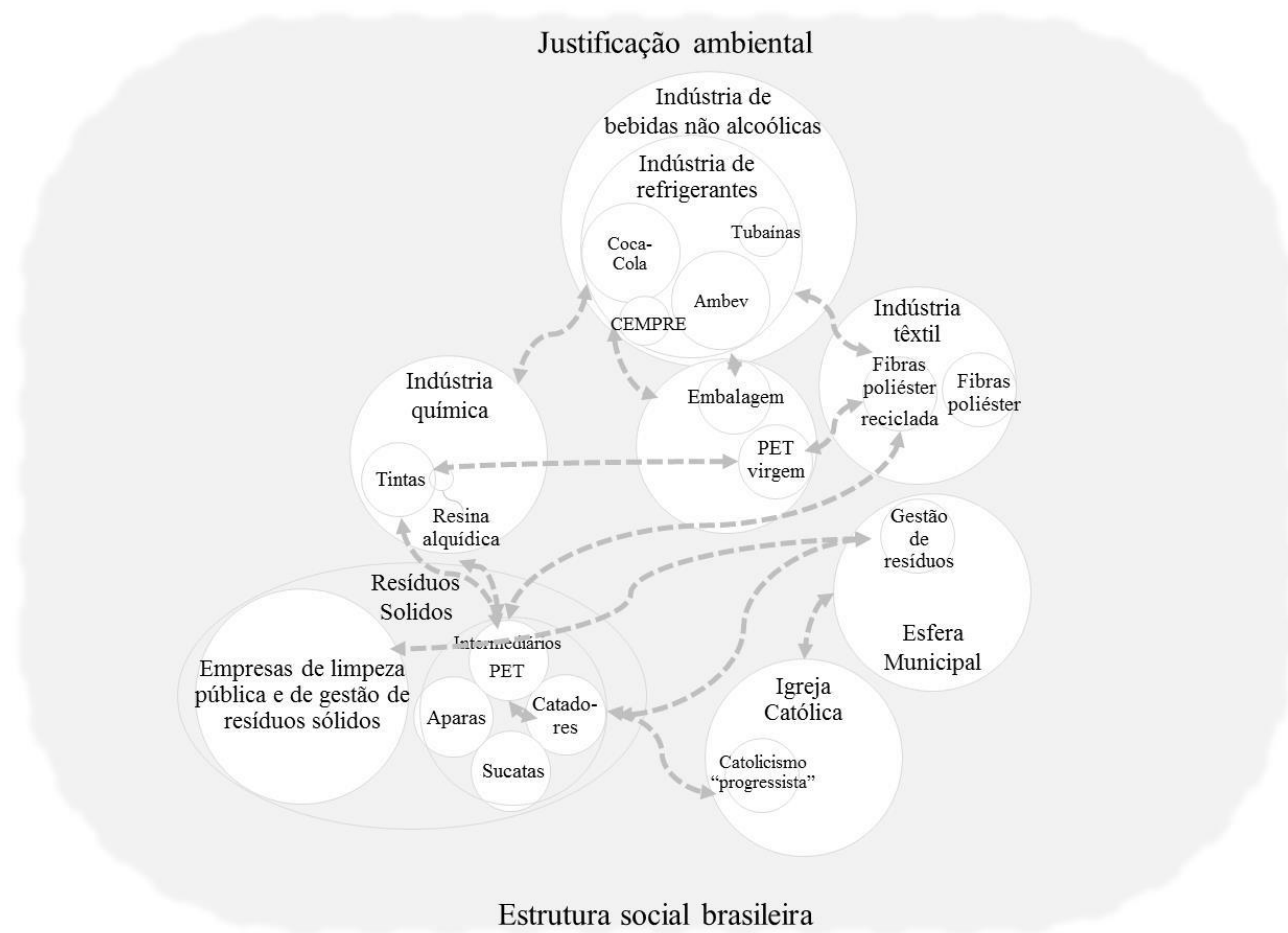 Justificação ambiental
Indústria de
bebidas não alcoólicas
Indústria de
refrigerantes
Coca-
Cola
Tubaínas
Ambev
CEMPRE
Indústria
têxtil
Fibras
poliéster
reciclada
Fibras
poliéster
Embalagem
PET
virgem
Indústria
química
Tintas
Resina
alquídica
Gestão
de
resíduos
Esfera
Municipal
Resíduos
Solidos
Empresas de limpeza
pública e de gestão de
resíduos sólidos
Intermediários
PET
Aparas
Catado-
res
Sucatas
Igreja
Católica
Catolicismo
“progressista”
Estrutura social brasileira